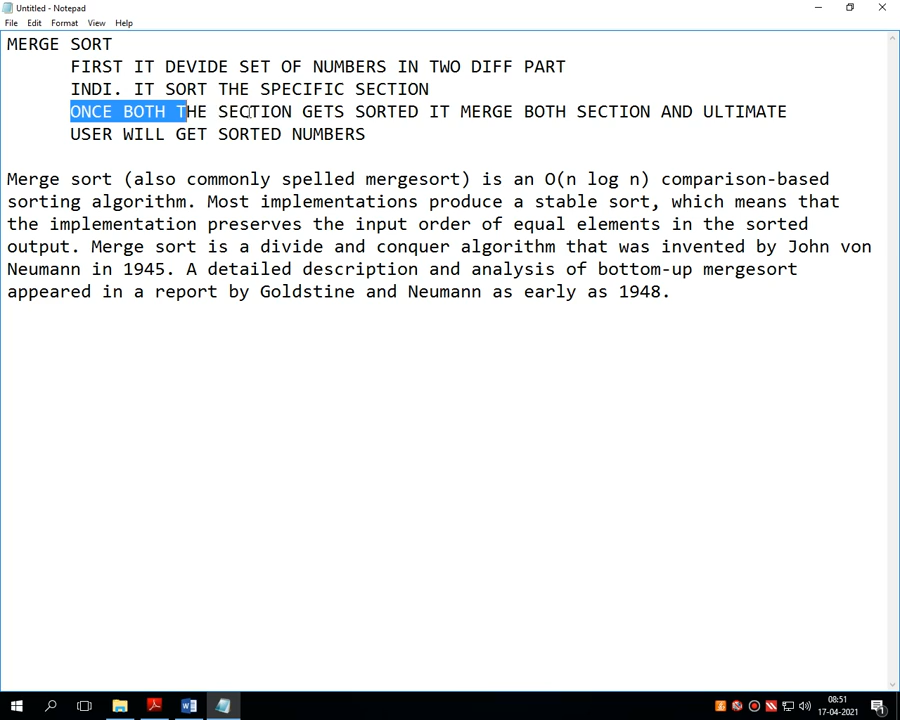 Untitled - Notepad
File Edit Format View Help
MERGE SORT
FIRST IT DEVIDE SET OF NUMBERS IN TWO DIFF PART
INDI. IT SORT THE SPECIFIC SECTION
ONCE BOTH THE SECTION GETS SORTED IT MERGE BOTH SECTION AND ULTIMATE
USER WILL GET SORTED NUMBERS
Merge sort (also commonly spelled mergesort) is an O(n log n) comparison-based
sorting algorithm. Most implementations produce a stable sort, which means that
the implementation preserves the input order of equal elements in the sorted
output. Merge sort is a divide and conquer algorithm that was invented by John von
Neumann in 1945. A detailed description and analysis of bottom-up mergesort
appeared in a report by Goldstine and Neumann as early as 1948.
08:51
17-04-2021
1